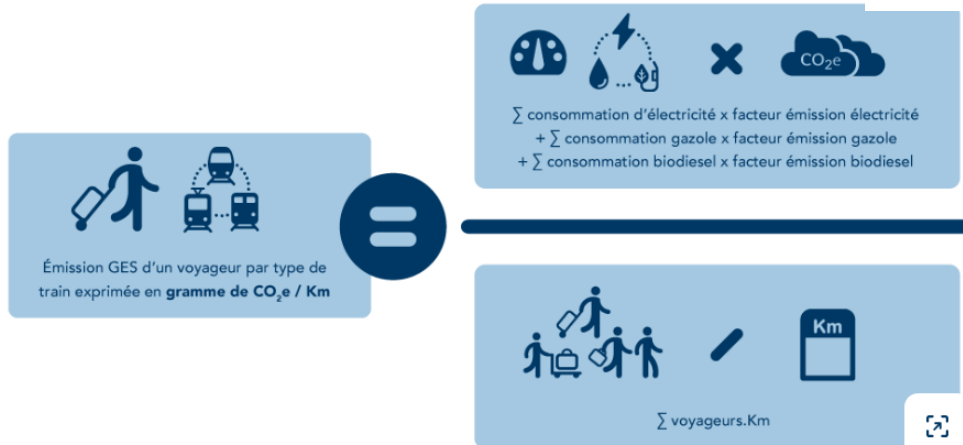 Émission GES d'un voyageur par type de
train exprimée en gramme de CO₂e / Km
CO₂e
∑ consommation d'électricité x facteur émission électricité
+ ∑ consommation gazole x facteur émission gazole
+ ∑ consommation biodiesel x facteur émission biodiesel
Km
∑ voyageurs.Km